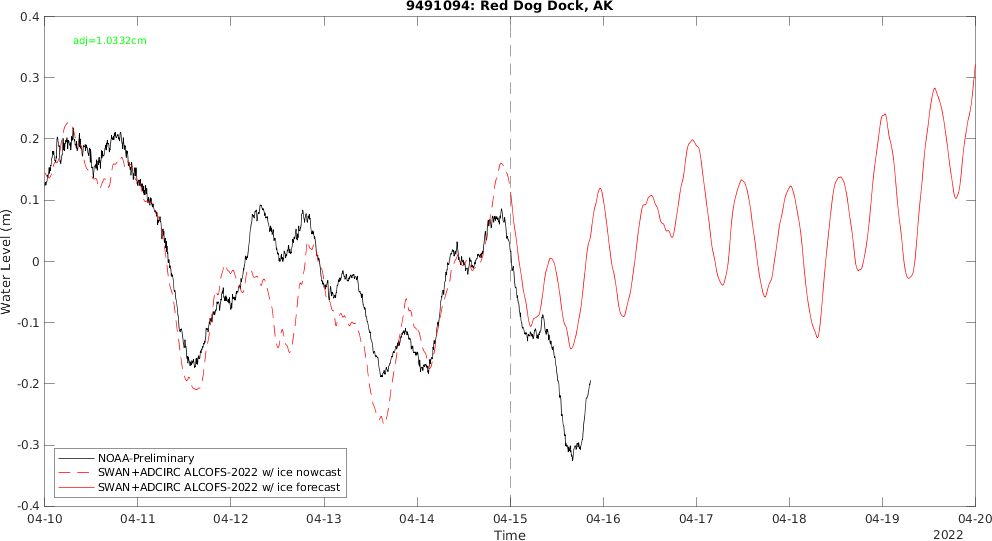 9491094: Red Dog Dock, AK
adj=1.0332cm
0.4
0.3
0.2
0.1
0
-0.1
-0.2
-0.3
-0.4
Water Level (m)
NOAA-Preliminary
SWAN+ADCIRC ALCOFS-2022 w/ ice nowcast
SWAN+ADCIRC ALCOFS-2022 w/ ice forecast
04-10 04-11 04-12 04-13 04-14 04-15 04-16 04-17 04-18 04-19 04-20
Time
2022